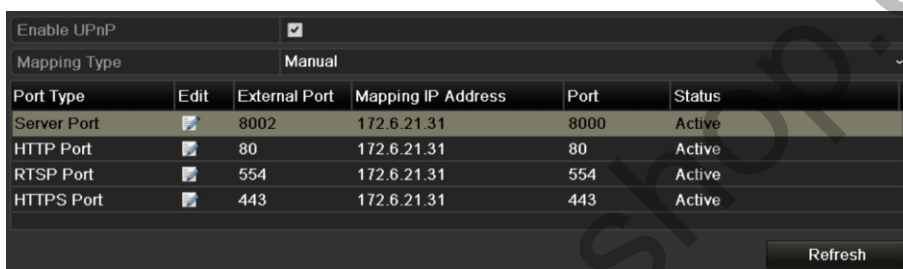 Enable UPnP
Mapping Type Manual
Port Type Edit External Port Mapping IP Address Port Status
Server Port 8002 172.6.21.31 8000 Active
HTTP Port 80 172.6.21.31 80 Active
RTSP Port 554 172.6.21.31 554 Active
HTTPS Port 443 172.6.21.31 443 Active
Refresh
shop.